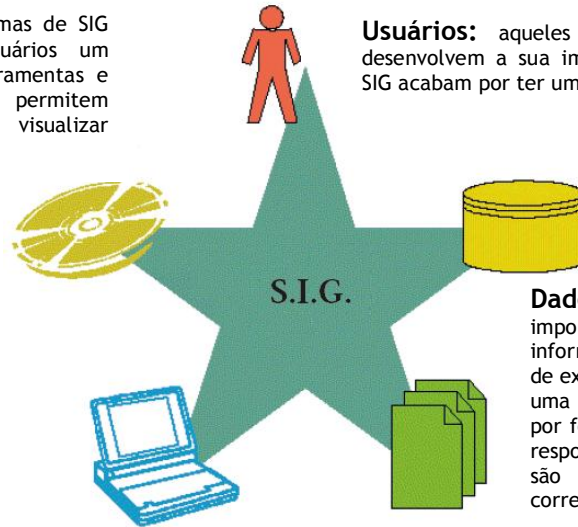 mas de SIG
uários um
ramentas e
permitem
visualizar
Usuários: aqueles
desenvolvem a sua im
SIG acabam por ter um
S.I.G.
Dado
impo
infor
de ex
uma
por f
respo
são
corre